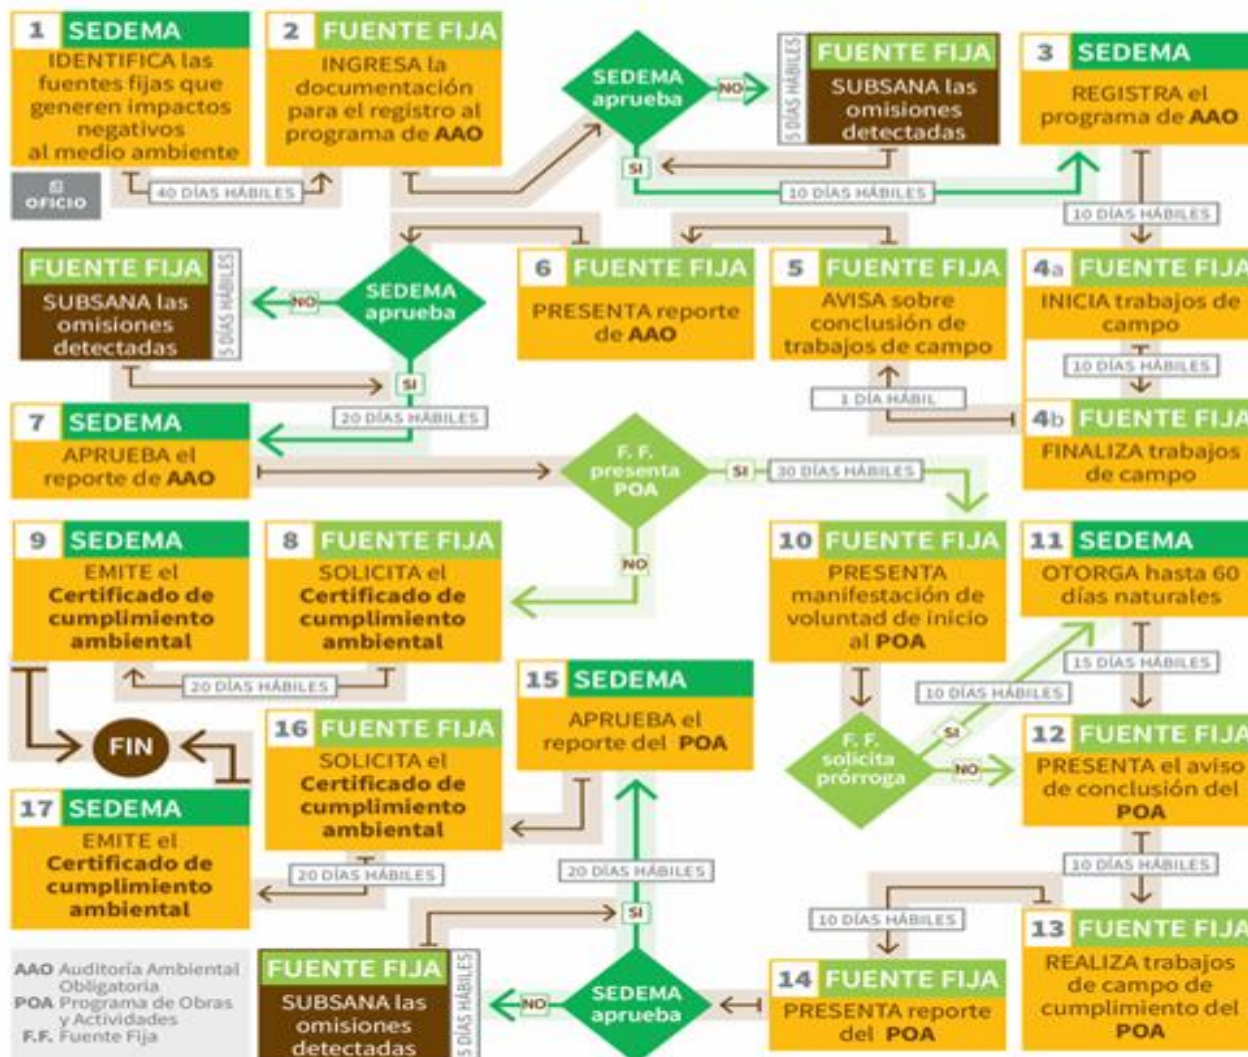 1 SEDEMA
IDENTIFICA las
fuentes fijas que
generen impactos
negativos
al medio ambiente
OFICIO
40 DÍAS HÁBILES
2 FUENTE FIJA
INGRESA la
documentación
para el registro al
programa de AAO
SEDEMA
aprueba
NO
5 DÍAS HÁBILES
FUENTE FIJA
SUBSANA las
omisiones
detectadas
SI
10 DÍAS HÁBILES
3 SEDEMA
REGISTRA el
programa de AAO
10 DÍAS HÁBILES
4a FUENTE FIJA
INICIA trabajos de
campo
10 DÍAS HÁBILES
4b FUENTE FIJA
FINALIZA trabajos
de campo
1 DÍA HÁBIL
5 FUENTE FIJA
AVISA sobre
conclusión de
trabajos de campo
6 FUENTE FIJA
PRESENTA reporte
de AAO
SEDEMA
aprueba
NO
FUENTE FIJA
SUBSANA las
omisiones
detectadas
5 DÍAS HÁBILES
SI
20 DÍAS HÁBILES
7 SEDEMA
APRUEBA el
reporte de AAO
F. F.
presenta
POA
SI
30 DÍAS HÁBILES
NO
8 FUENTE FIJA
SOLICITA el
Certificado de
cumplimiento
ambiental
20 DÍAS HÁBILES
9 SEDEMA
EMITE el
Certificado de
cumplimiento
ambiental
FIN
10 FUENTE FIJA
PRESENTA
manifestación de
voluntad de inicio
al POA
F. F.
solicita
prórroga
SI
10 DÍAS HÁBILES
NO
11 SEDEMA
OTORGA hasta 60
días naturales
15 DÍAS HÁBILES
12 FUENTE FIJA
PRESENTA el aviso
de conclusión del
POA
10 DÍAS HÁBILES
13 FUENTE FIJA
REALIZA trabajos
de campo de
cumplimiento del
POA
10 DÍAS HÁBILES
14 FUENTE FIJA
PRESENTA reporte
del POA
SEDEMA
aprueba
NO
5 DÍAS HÁBILES
FUENTE FIJA
SUBSANA las
omisiones
detectadas
SI
20 DÍAS HÁBILES
15 SEDEMA
APRUEBA el
reporte del POA
16 FUENTE FIJA
SOLICITA el
Certificado de
cumplimiento
ambiental
20 DÍAS HÁBILES
17 SEDEMA
EMITE el
Certificado de
cumplimiento
ambiental
AAO Auditoría Ambiental
Obligatoria
POA Programa de Obras
y Actividades
F.F. Fuente Fija